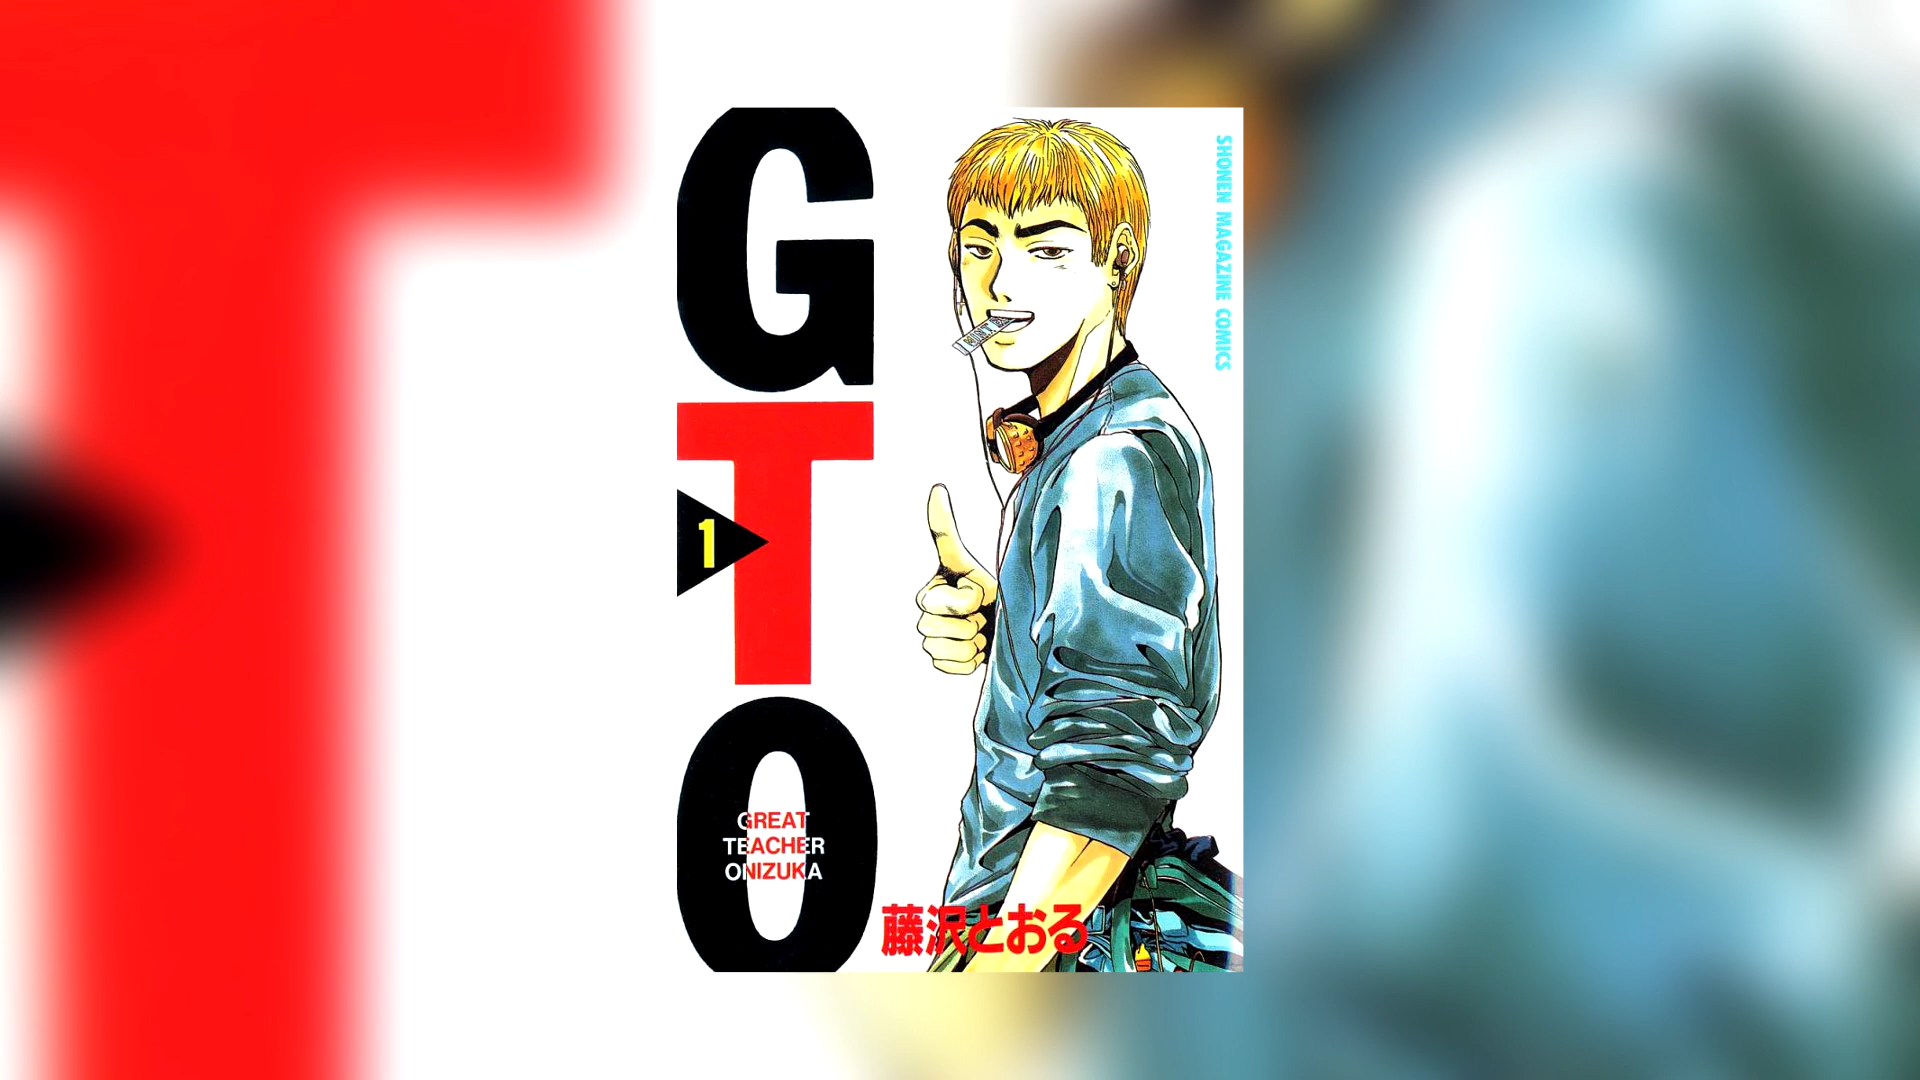 G
T
1
O
GREAT
TEACHER
ONIZUKA
藤沢とおる
SHONEN MAGAZINE COMICS